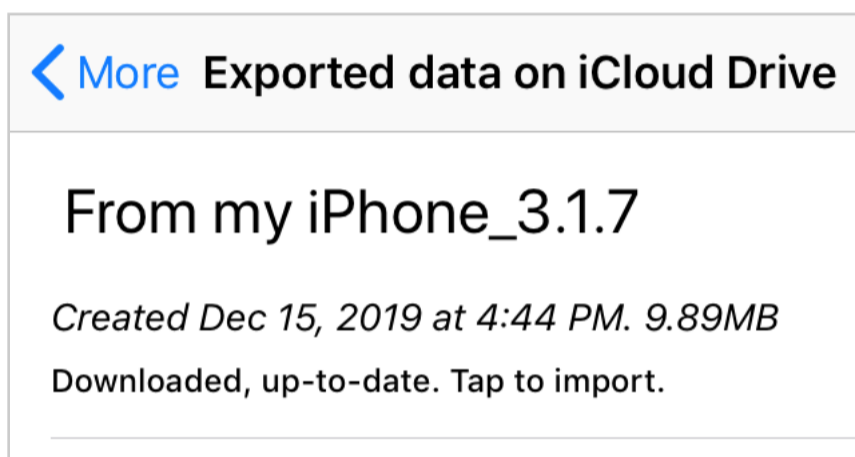 More Exported data on iCloud Drive
From my iPhone_3.1.7
Created Dec 15, 2019 at 4:44 PM. 9.89MB
Downloaded, up-to-date. Tap to import.